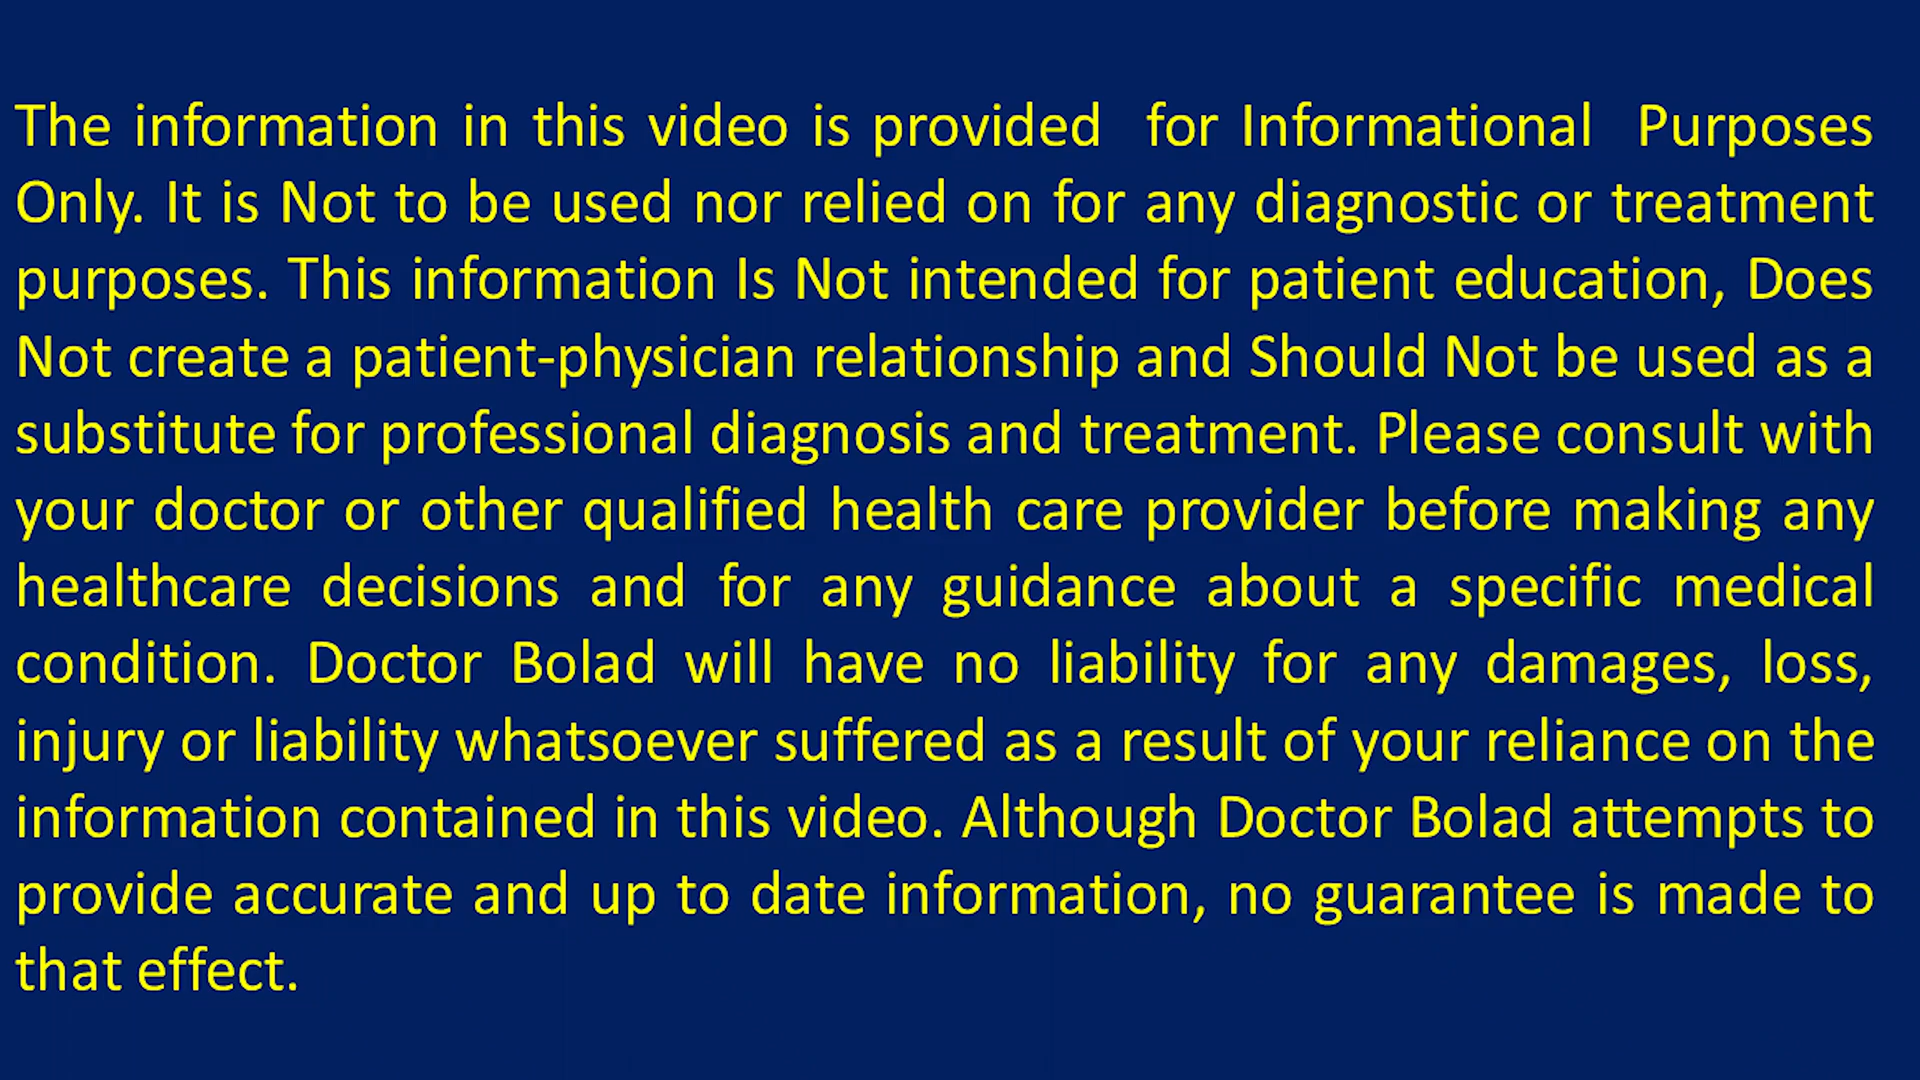 The information in this video is provided for Informational Purposes
Only. It is Not to be used nor relied on for any diagnostic or treatment
purposes. This information Is Not intended for patient education, Does
Not create a patient-physician relationship and Should Not be used as a
substitute for professional diagnosis and treatment. Please consult with
your doctor or other qualified health care provider before making any
healthcare decisions and for any guidance about a specific medical
condition. Doctor Bolad will have no liability for any damages, loss,
injury or liability whatsoever suffered as a result of your reliance on the
information contained in this video. Although Doctor Bolad attempts to
provide accurate and up to date information, no guarantee is made to
that effect.